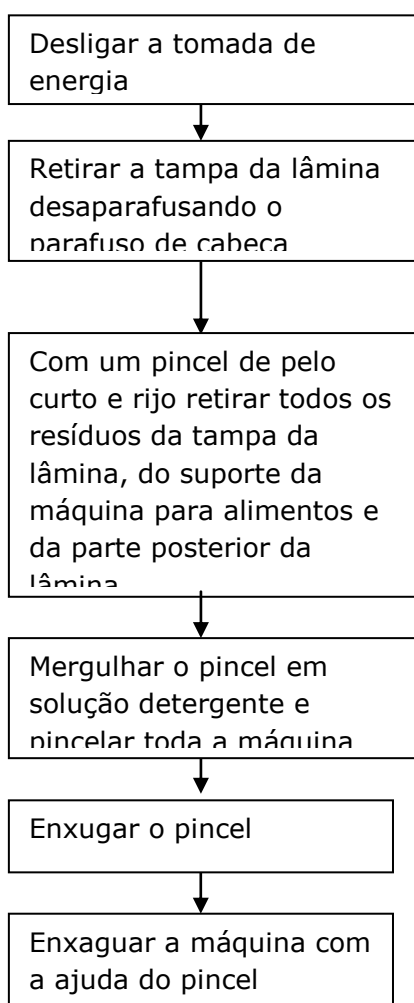 Desligar a tomada de
energia
Retirar a tampa da lâmina
desaparafusando o
parafuso de cabeça
Com um pincel de pelo
curto e rijo retirar todos os
resíduos da tampa da
lâmina, do suporte da
máquina para alimentos e
da parte posterior da
lâmina
Mergulhar o pincel em
solução detergente e
pincelar toda a máquina
Enxugar o pincel
Enxaguar a máquina com
a ajuda do pincel